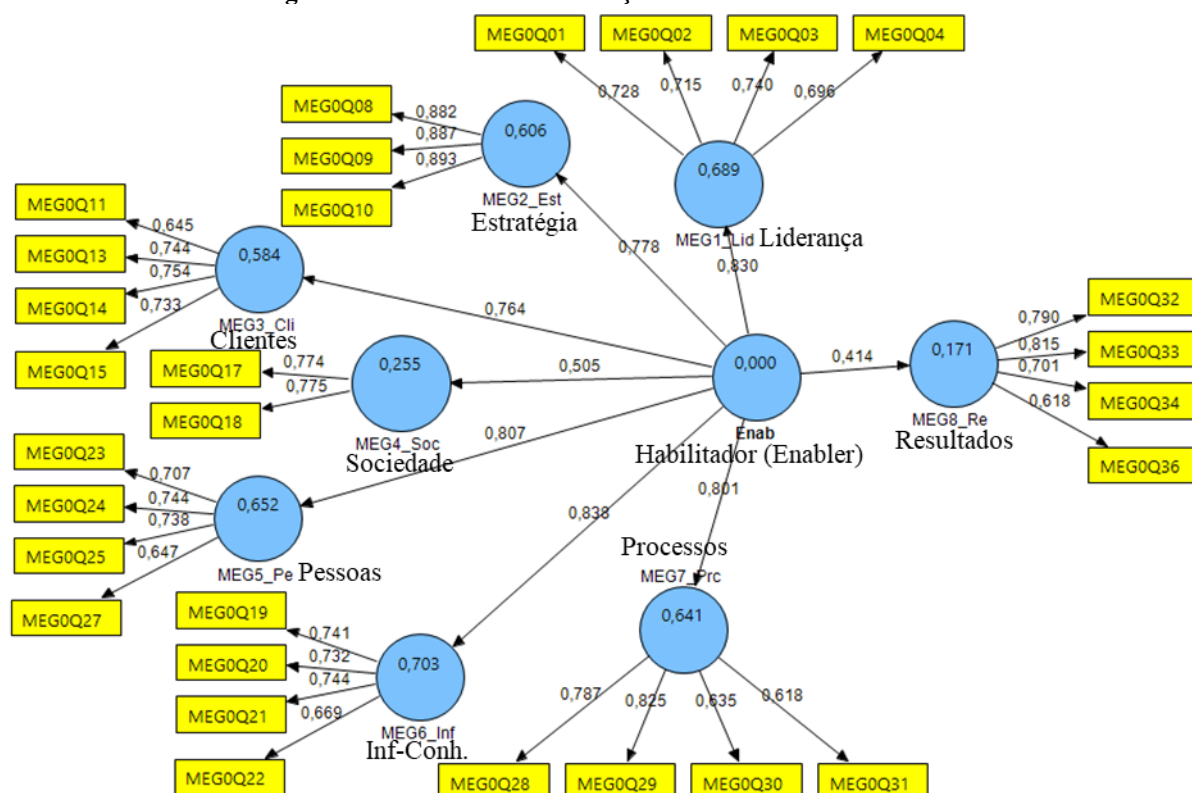 MEG0Q01
MEG0Q02
MEG0Q03
MEG0Q04
0,728
0,715
0,740
0,696
0,689
MEG1_Lid Liderança
0,830
MEG0Q08
MEG0Q09
MEG0Q10
0,882
0,887
0,893
0,606
MEG2_Est
Estratégia
0,778
MEG0Q11
MEG0Q13
MEG0Q14
MEG0Q15
0,645
0,744
0,754
0,733
0,584
MEG3_Cli
Clientes
0,764
MEG0Q17
MEG0Q18
0,774
0,775
0,255
MEG4_Soc
Sociedade
0,505
0,000
Enab
Habilitador (Enabler)
0,414
0,171
MEG8_Re
Resultados
0,790
0,815
0,701
0,618
MEG0Q32
MEG0Q33
MEG0Q34
MEG0Q36
MEG0Q23
MEG0Q24
MEG0Q25
MEG0Q27
0,707
0,744
0,738
0,647
0,652
MEG5_Pe Pessoas
0,807
MEG0Q19
MEG0Q20
MEG0Q21
MEG0Q22
0,741
0,732
0,744
0,669
0,703
MEG6_Inf
Inf-Conh.
0,838
0,801
Processos
MEG7_Prc
0,641
0,787
0,825
0,635
0,618
MEG0Q28
MEG0Q29
MEG0Q30
MEG0Q31